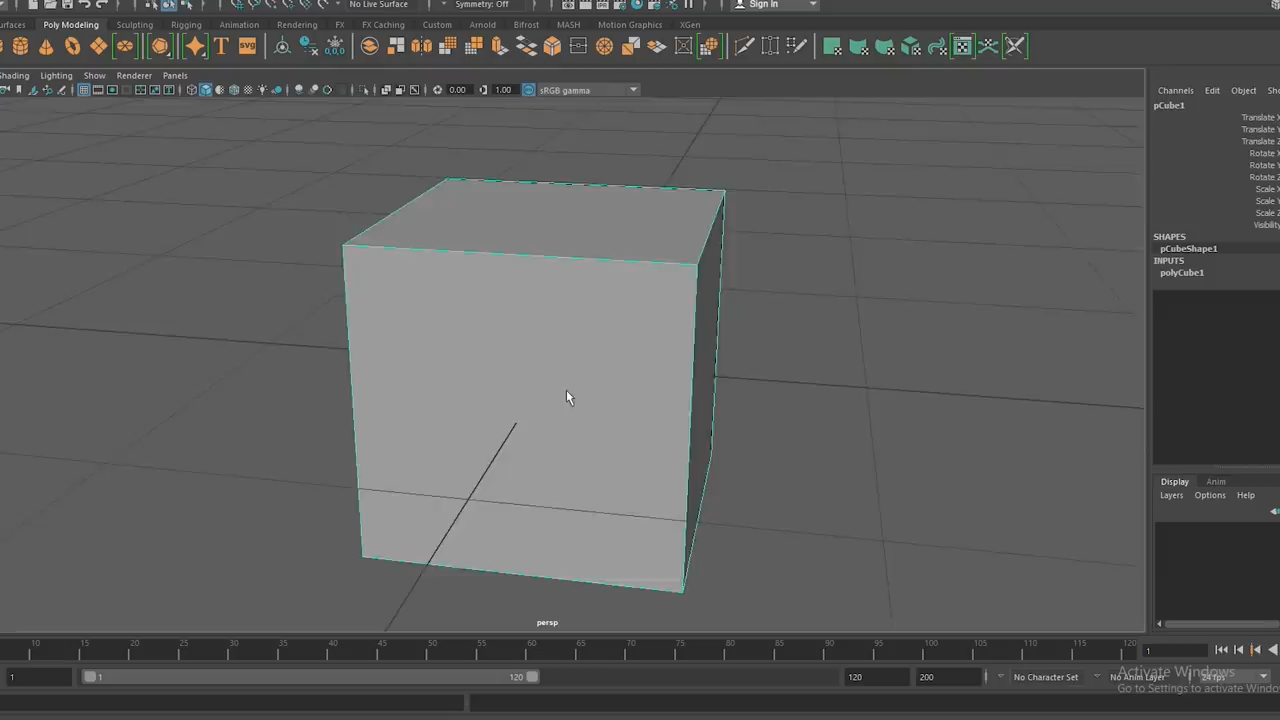 No Live Surface Symmetry: Off Sign In
Poly Modeling Sculpting Rigging Animation Rendering FX FX Caching Custom Arnold Bifrost MASH Motion Graphics XGen
T svg 0,0,0
Lighting Show Renderer Panels
0.00 1.00 sRGB gamma
Channels Edit Object
pCube1
Translate X
Translate Y
Translate Z
Rotate X
Rotate Y
Rotate Z
Scale X
Scale Y
Scale Z
Visibility
SHAPES
pCubeShape1
INPUTS
polyCube1
Display Anim
Layers Options Help
persp
10 15 20 25 30 35 40 45 50 55 60 65 70 75 80 85 90 95 100 105 110 115 120
1
1 1 120 120 200 No Character Set No Anim Layer 24 fps
Activate Windows
Go to Settings to activate